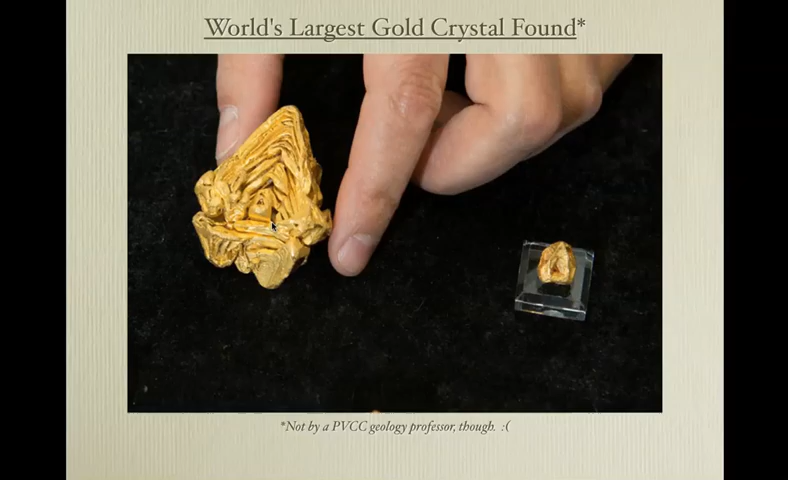 World's Largest Gold Crystal Found*
*Not by a PVCC geology professor, though. :(